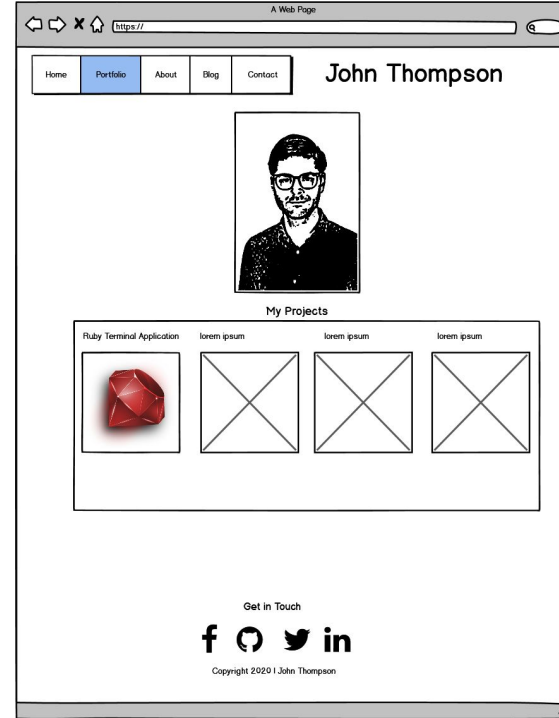 A Web Page
https://
Home Portfolio About Blog Contact
John Thompson
My Projects
Ruby Terminal Application lorem ipsum lorem ipsum lorem ipsum
Get in Touch
Copyright 2020 | John Thompson